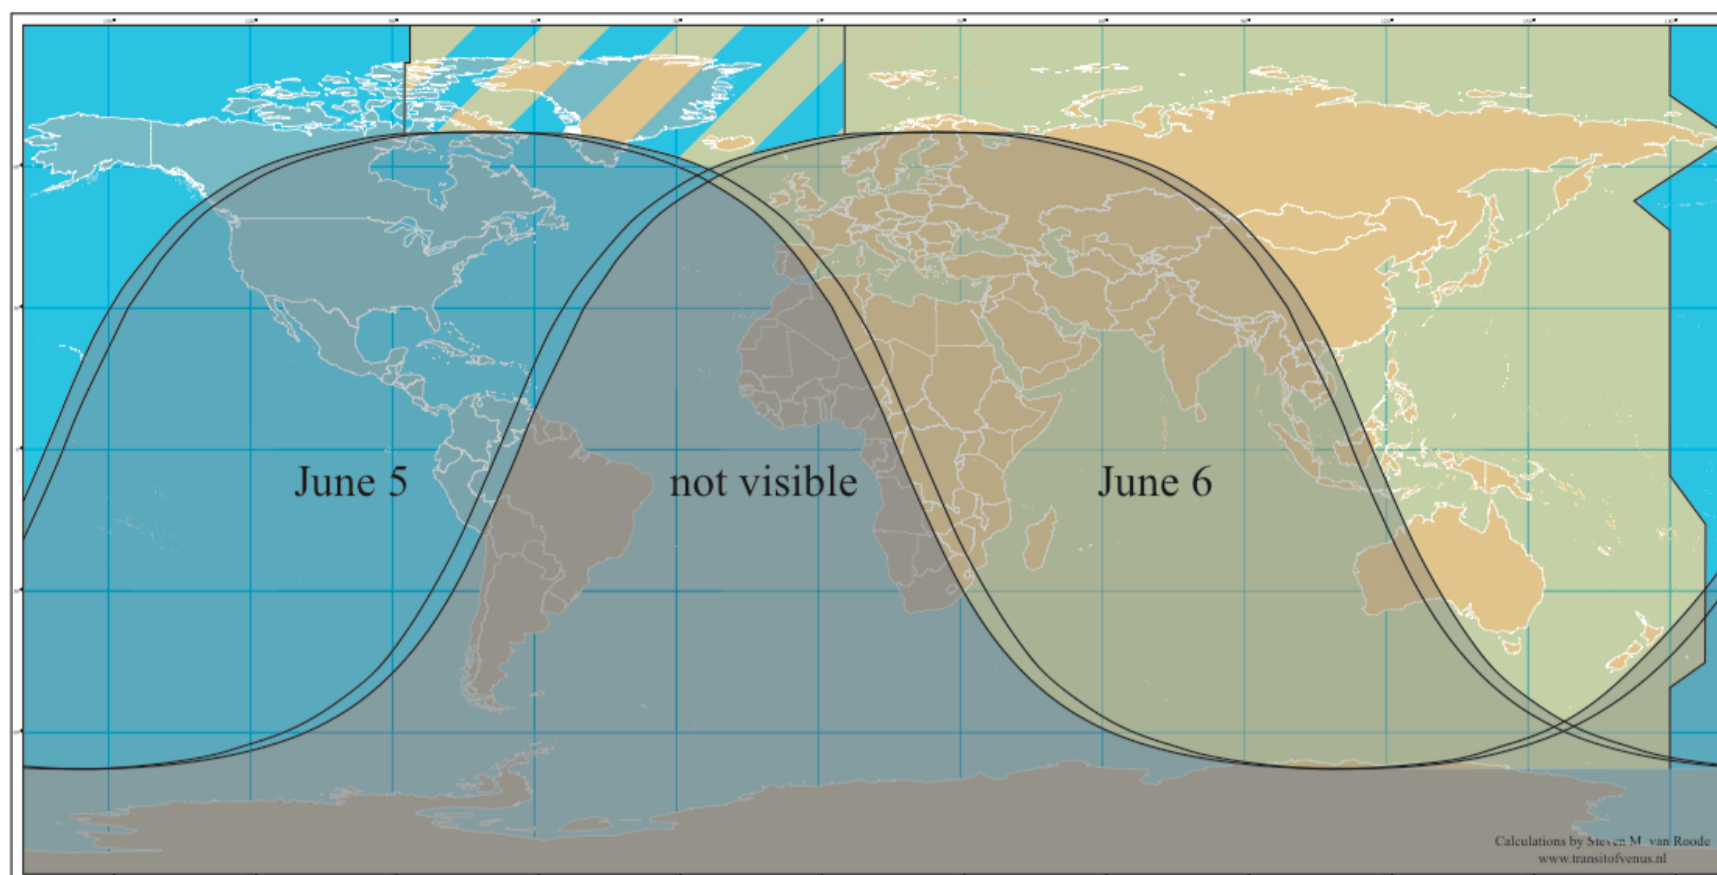 June 5
not visible
June 6
Calculations by Steven M. van Roode
www.transitofvenus.nl